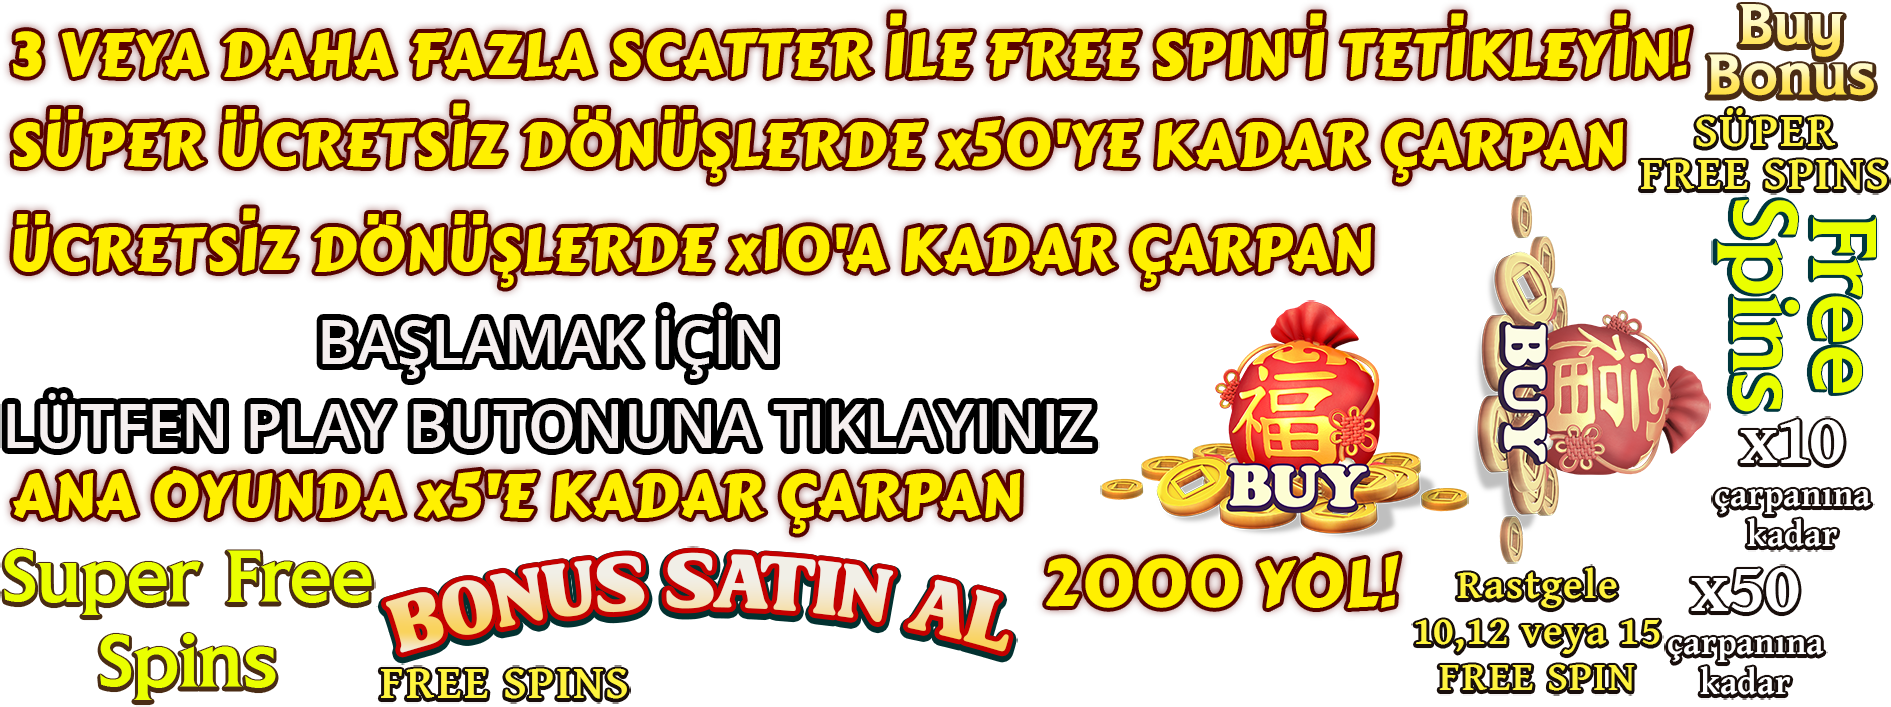 3 VEYA DAHA FAZLA SCATTER İLE FREE SPIN'İ TETİKLEYİN!
Buy
Bonus
SÜPER ÜCRETSİZ DÖNÜŞLERDE x50'YE KADAR ÇARPAN
SÜPER
FREE SPINS
ÜCRETSİZ DÖNÜŞLERDE x10'A KADAR ÇARPAN
Free
Spins
BAŞLAMAK İÇİN
LÜTFEN PLAY BUTONUNA TIKLAYINIZ
福
BUY
福
BUY
x10
çarpanına
kadar
ANA OYUNDA x5'E KADAR ÇARPAN
Super Free
Spins
BONUS SATIN AL
FREE SPINS
2000 YOL!
Rastgele
10,12 veya 15
FREE SPIN
x50
çarpanına
kadar